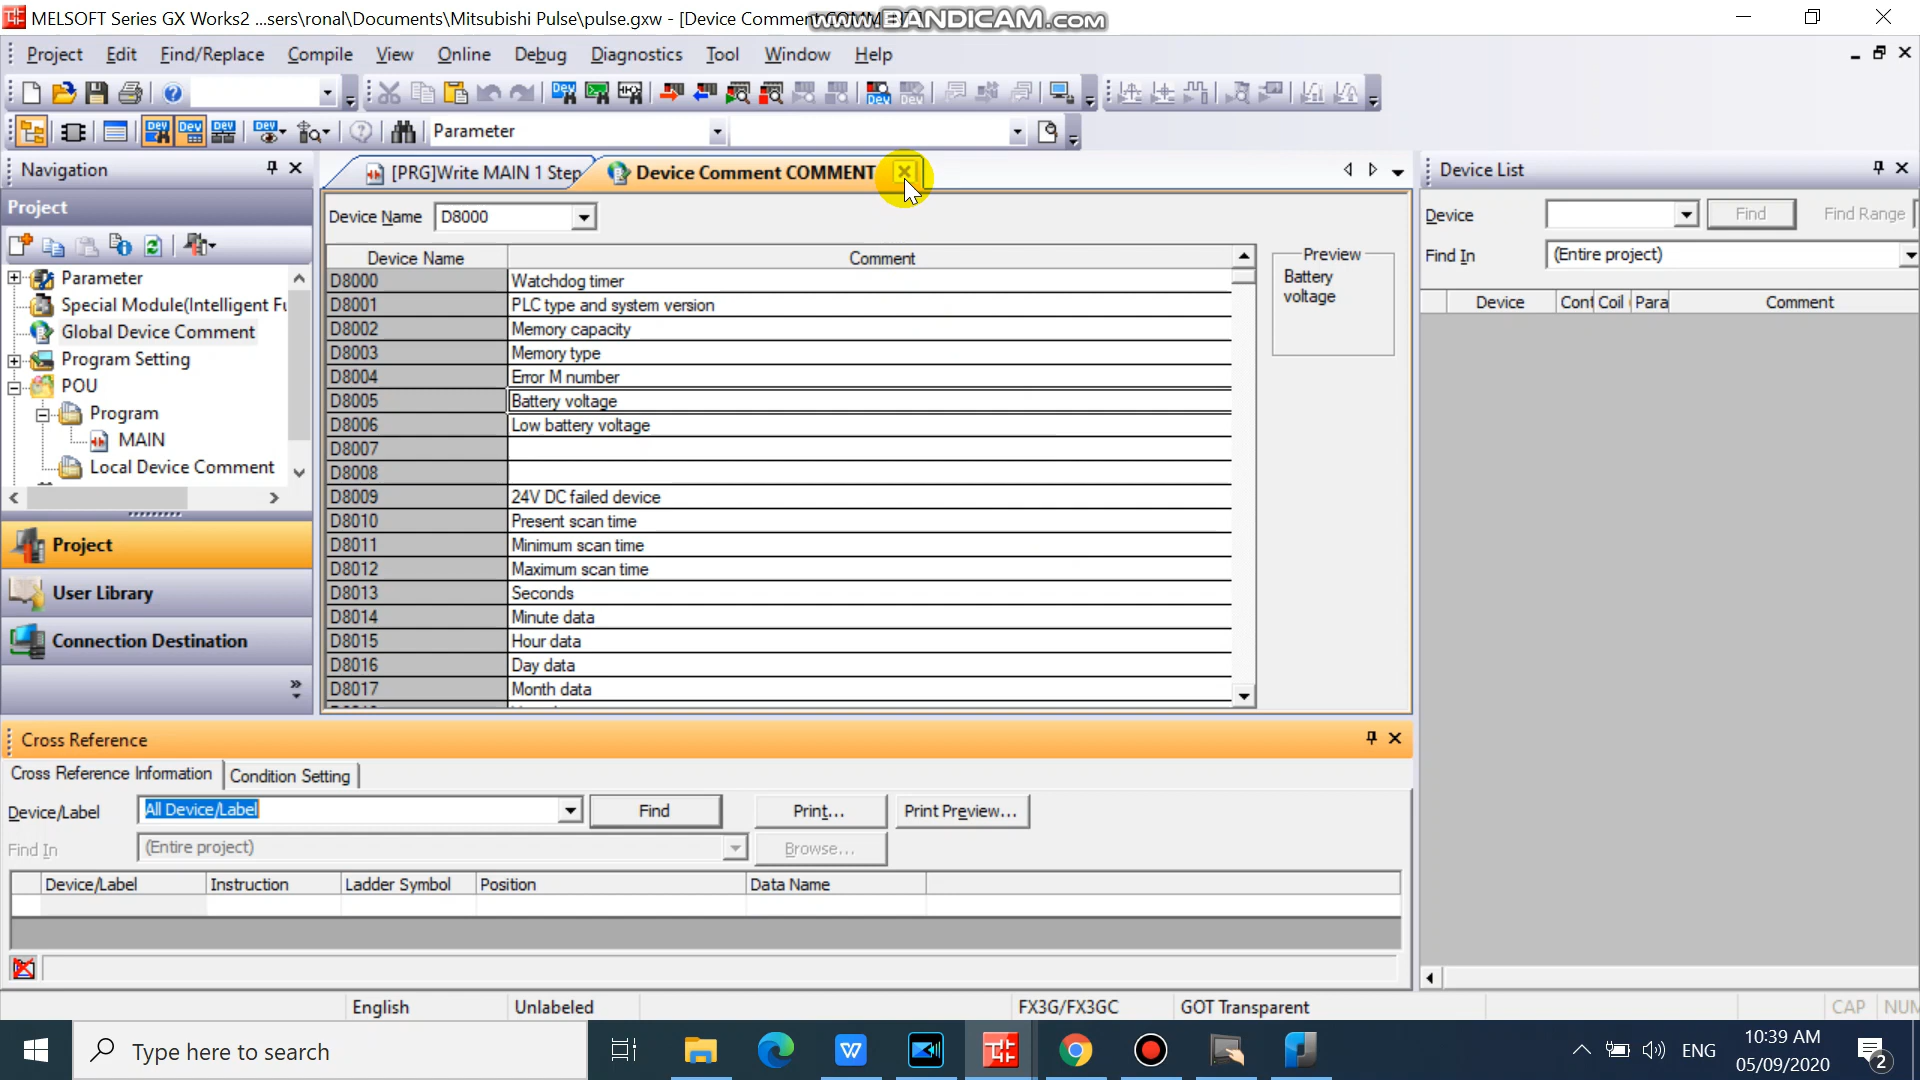 MELSOFT Series GX Works2 ...sers\ronal\Documents\Mitsubishi Pulse\pulse.gxw - [Device Comment
www.BANDICAM.com
Project Edit Find/Replace Compile View Online Debug Diagnostics Tool Window Help
Parameter
Navigation
Project
Parameter
Special Module(Intelligent Fu
Global Device Comment
Program Setting
POU
Program
MAIN
Local Device Comment
Project
User Library
Connection Destination
[PRG]Write MAIN 1 Step
Device Comment COMMENT
Device Name D8000
Device Name Comment
D8000 Watchdog timer
D8001 PLC type and system version
D8002 Memory capacity
D8003 Memory type
D8004 Error M number
D8005 Battery voltage
D8006 Low battery voltage
D8007
D8008
D8009 24V DC failed device
D8010 Present scan time
D8011 Minimum scan time
D8012 Maximum scan time
D8013 Seconds
D8014 Minute data
D8015 Hour data
D8016 Day data
D8017 Month data
Preview
Battery
voltage
Device List
Device Find Find Range
Find In (Entire project)
Device Cont Coil Para Comment
Cross Reference
Cross Reference Information Condition Setting
Device/Label All Device/Label Find Print... Print Preview...
Find In (Entire project) Browse...
Device/Label Instruction Ladder Symbol Position Data Name
English Unlabeled FX3G/FX3GC GOT Transparent CAP NUM
Type here to search
ENG
10:39 AM
05/09/2020
2